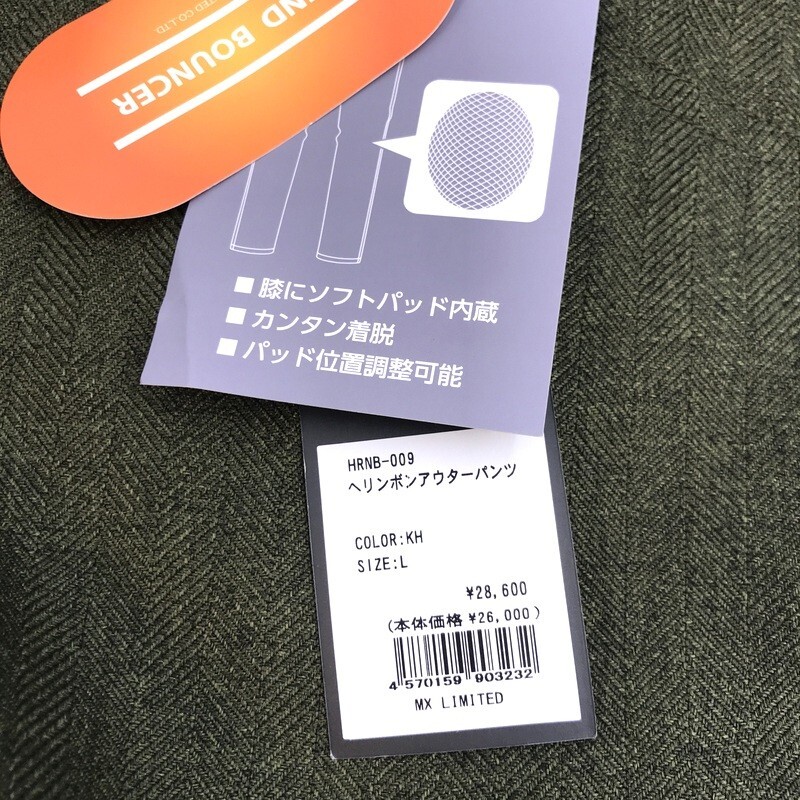 BOUNCER
■ 膝にソフトパッド内蔵
■ カンタン着脱
■ パッド位置調整可能
HRNB-009
ヘリンボンアウターパンツ
COLOR:KH
SIZE:L
¥28,600
(本体価格 ¥26,000)
4 570159 903232
MX LIMITED